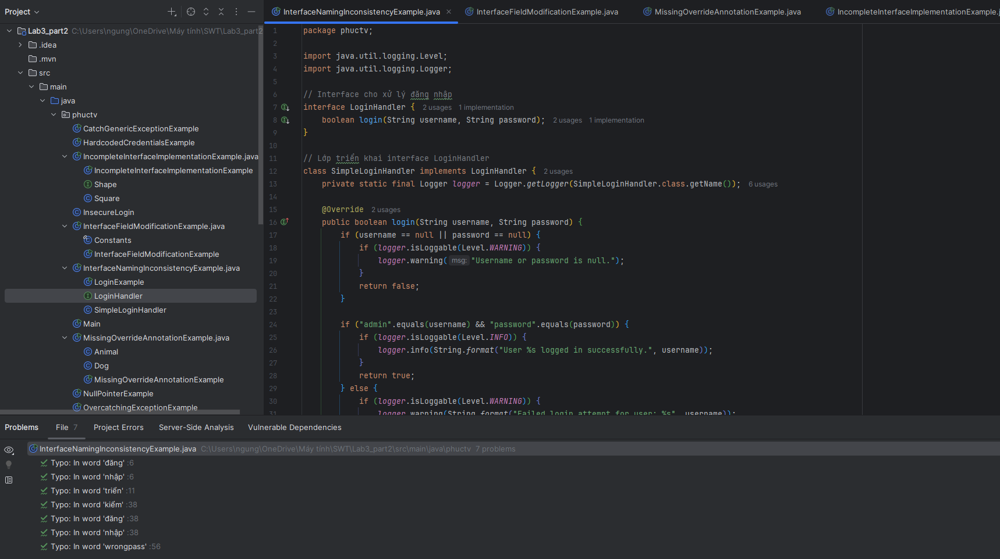 Project
Lab3_part2 C:\Users\ngung\OneDrive\Máy tính\SWT\Lab3_part2
.idea
.mvn
src
main
java
phuctv
CatchGenericExceptionExample
HardcodedCredentialsExample
IncompleteInterfaceImplementationExample.java
IncompleteInterfaceImplementationExample
Shape
Square
InsecureLogin
InterfaceFieldModificationExample.java
Constants
InterfaceFieldModificationExample
InterfaceNamingInconsistencyExample.java
LoginExample
LoginHandler
SimpleLoginHandler
Main
MissingOverrideAnnotationExample.java
Animal
Dog
MissingOverrideAnnotationExample
NullPointerExample
OvercatchingExceptionExample
InterfaceNamingInconsistencyExample.java InterfaceFieldModificationExample.java MissingOverrideAnnotationExample.java IncompleteInterfaceImplementationExample.j
1 package phuctv;
2
3 import java.util.logging.Level;
4 import java.util.logging.Logger;
5
6 // Interface cho xử lý đăng nhập
7 interface LoginHandler { 2 usages 1 implementation
8 boolean login(String username, String password); 2 usages 1 implementation
9 }
10
11 // Lớp triển khai interface LoginHandler
12 class SimpleLoginHandler implements LoginHandler { 2 usages
13 private static final Logger logger = Logger.getLogger(SimpleLoginHandler.class.getName()); 6 usages
14
15 @Override 2 usages
16 public boolean login(String username, String password) {
17 if (username == null || password == null) {
18 if (logger.isLoggable(Level.WARNING)) {
19 logger.warning( msg: "Username or password is null.");
20 }
21 return false;
22 }
23
24 if ("admin".equals(username) && "password".equals(password)) {
25 if (logger.isLoggable(Level.INFO)) {
26 logger.info(String.format("User %s logged in successfully.", username));
27 }
28 return true;
29 } else {
30 if (logger.isLoggable(Level.WARNING)) {
31 logger.warning(String.format("Failed login attempt for user: %s", username));
Problems File 7 Project Errors Server-Side Analysis Vulnerable Dependencies
InterfaceNamingInconsistencyExample.java C:\Users\ngung\OneDrive\Máy tính\SWT\Lab3_part2\src\main\java\phuctv 7 problems
Typo: In word 'đăng' :6
Typo: In word 'nhập' :6
Typo: In word 'triển' :11
Typo: In word 'kiểm' :38
Typo: In word 'đăng' :38
Typo: In word 'nhập' :38
Typo: In word 'wrongpass' :56